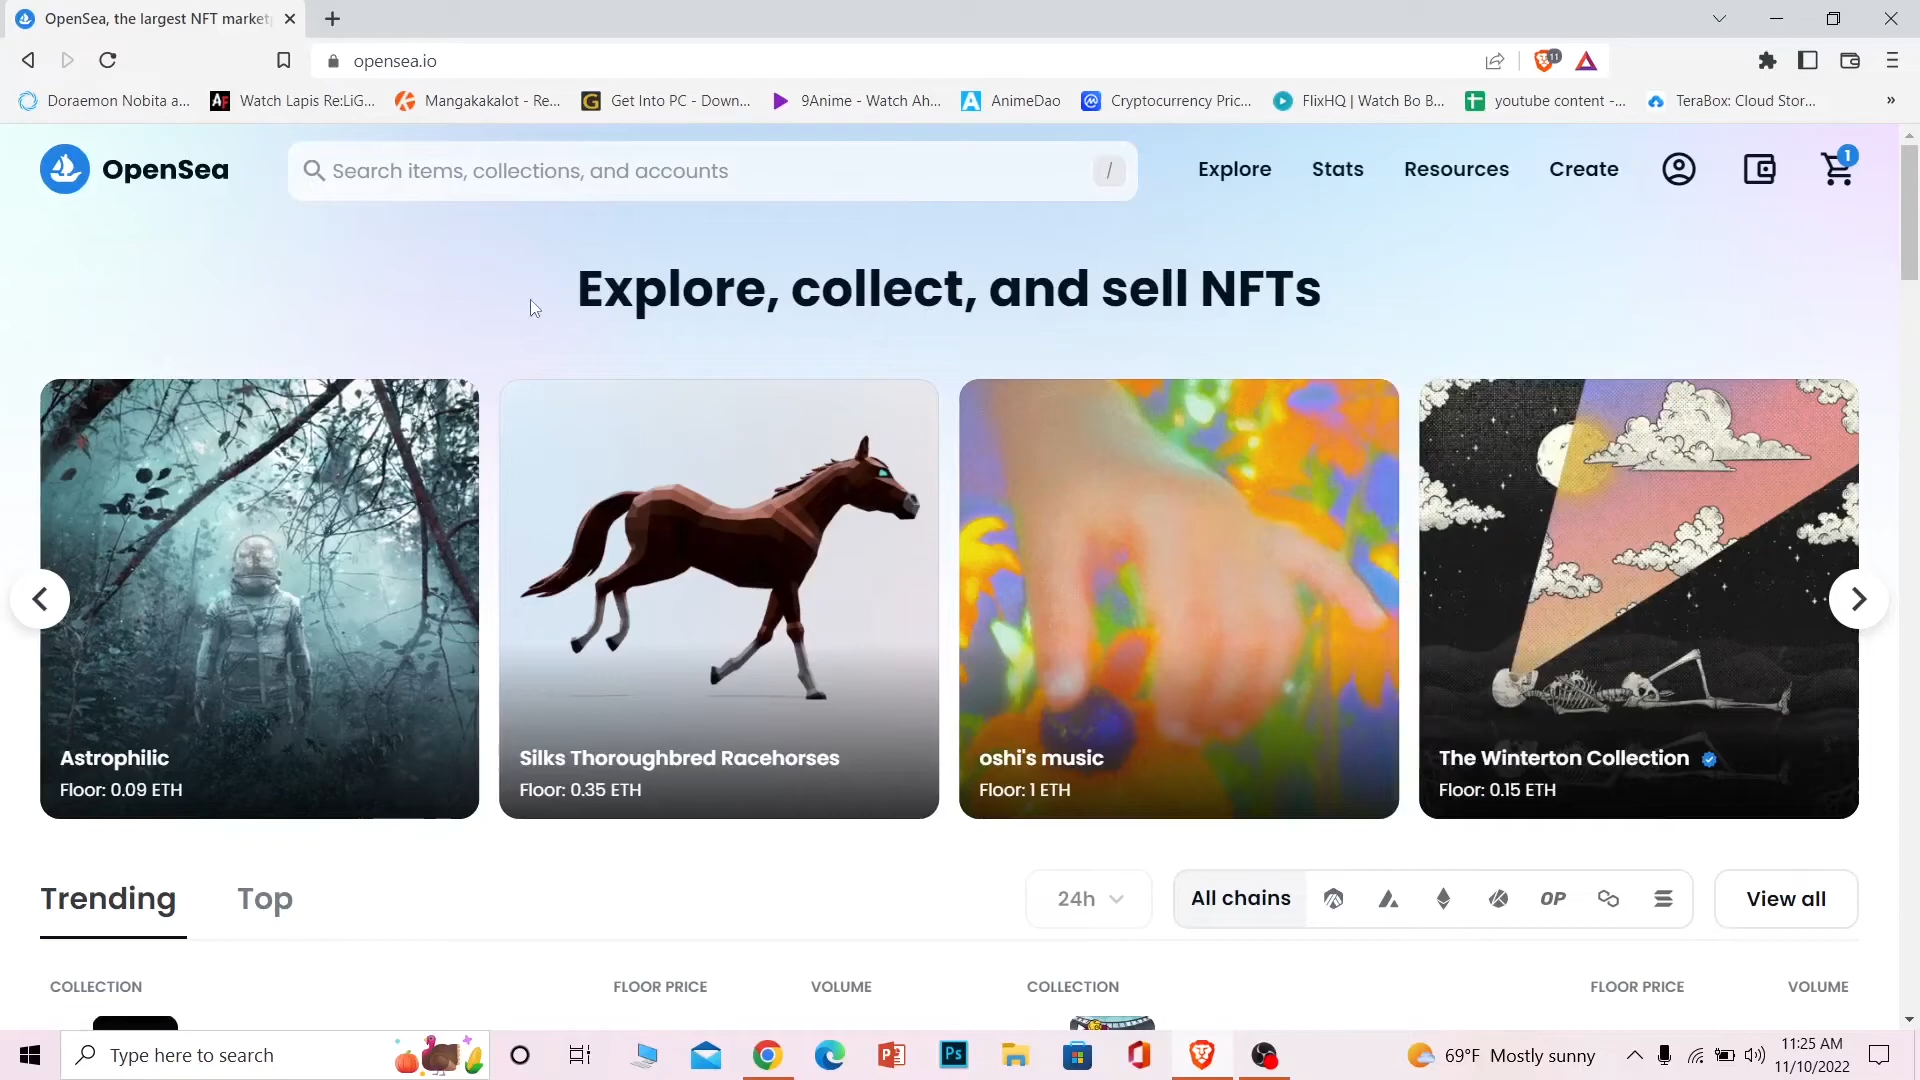 OpenSea, the largest NFT market
opensea.io
11
Doraemon Nobita a...
Watch Lapis Re:LiG...
Mangakakalot - Re...
Get Into PC - Down...
9Anime - Watch Ah...
AnimeDao
Cryptocurrency Pric...
FlixHQ | Watch Bo B...
youtube content -...
TeraBox: Cloud Stor...
»
OpenSea
Search items, collections, and accounts
/
Explore
Stats
Resources
Create
1
Explore, collect, and sell NFTs
Astrophilic
Floor: 0.09 ETH
Silks Thoroughbred Racehorses
Floor: 0.35 ETH
oshi's music
Floor: 1 ETH
The Winterton Collection
Floor: 0.15 ETH
Trending
Top
24h
All chains
OP
View all
COLLECTION
FLOOR PRICE
VOLUME
COLLECTION
FLOOR PRICE
VOLUME
Type here to search
Ps
69°F Mostly sunny
11:25 AM
11/10/2022